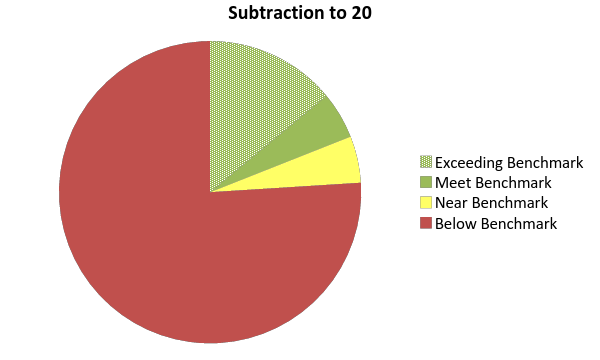 Subtraction to 20
Exceeding Benchmark
Meet Benchmark
Near Benchmark
Below Benchmark